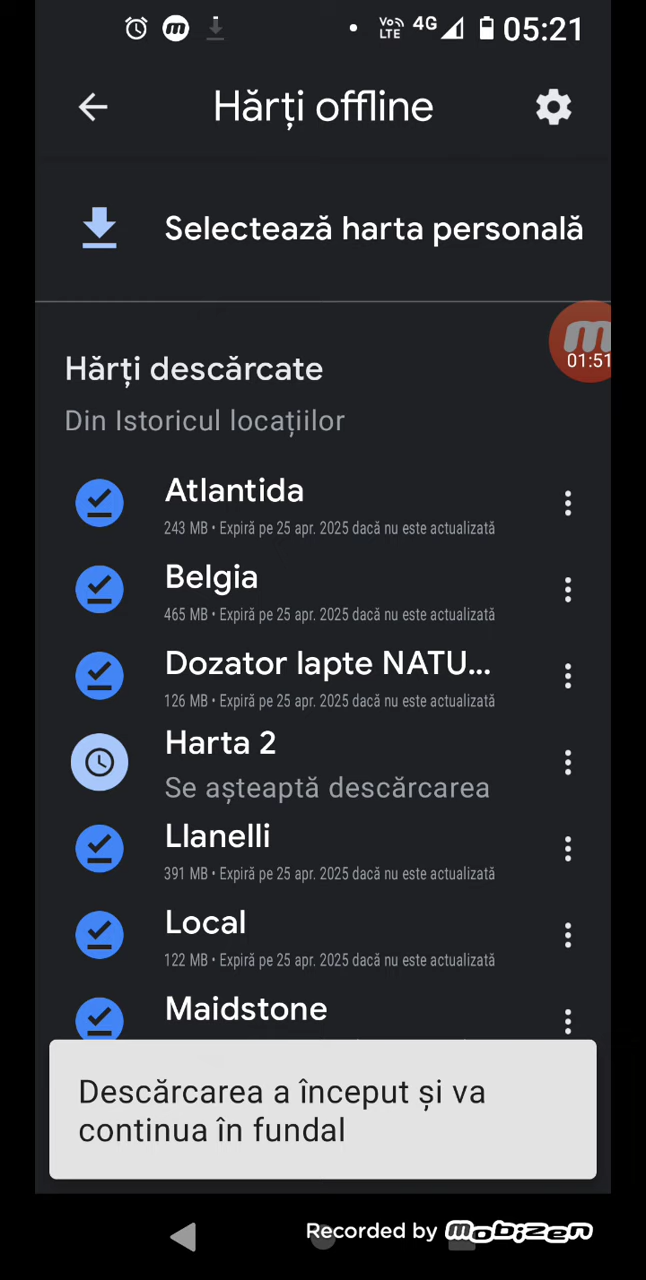 VoLTE 4G 05:21
Hărți offline
Selectează harta personală
01:51
Hărți descărcate
Din Istoricul locațiilor
Atlantida
243 MB • Expiră pe 25 apr. 2025 dacă nu este actualizată
Belgia
465 MB • Expiră pe 25 apr. 2025 dacă nu este actualizată
Dozator lapte NATU...
126 MB • Expiră pe 25 apr. 2025 dacă nu este actualizată
Harta 2
Se așteaptă descărcarea
Llanelli
391 MB • Expiră pe 25 apr. 2025 dacă nu este actualizată
Local
122 MB • Expiră pe 25 apr. 2025 dacă nu este actualizată
Maidstone
Descărcarea a început și va
continua în fundal
Recorded by mobizen